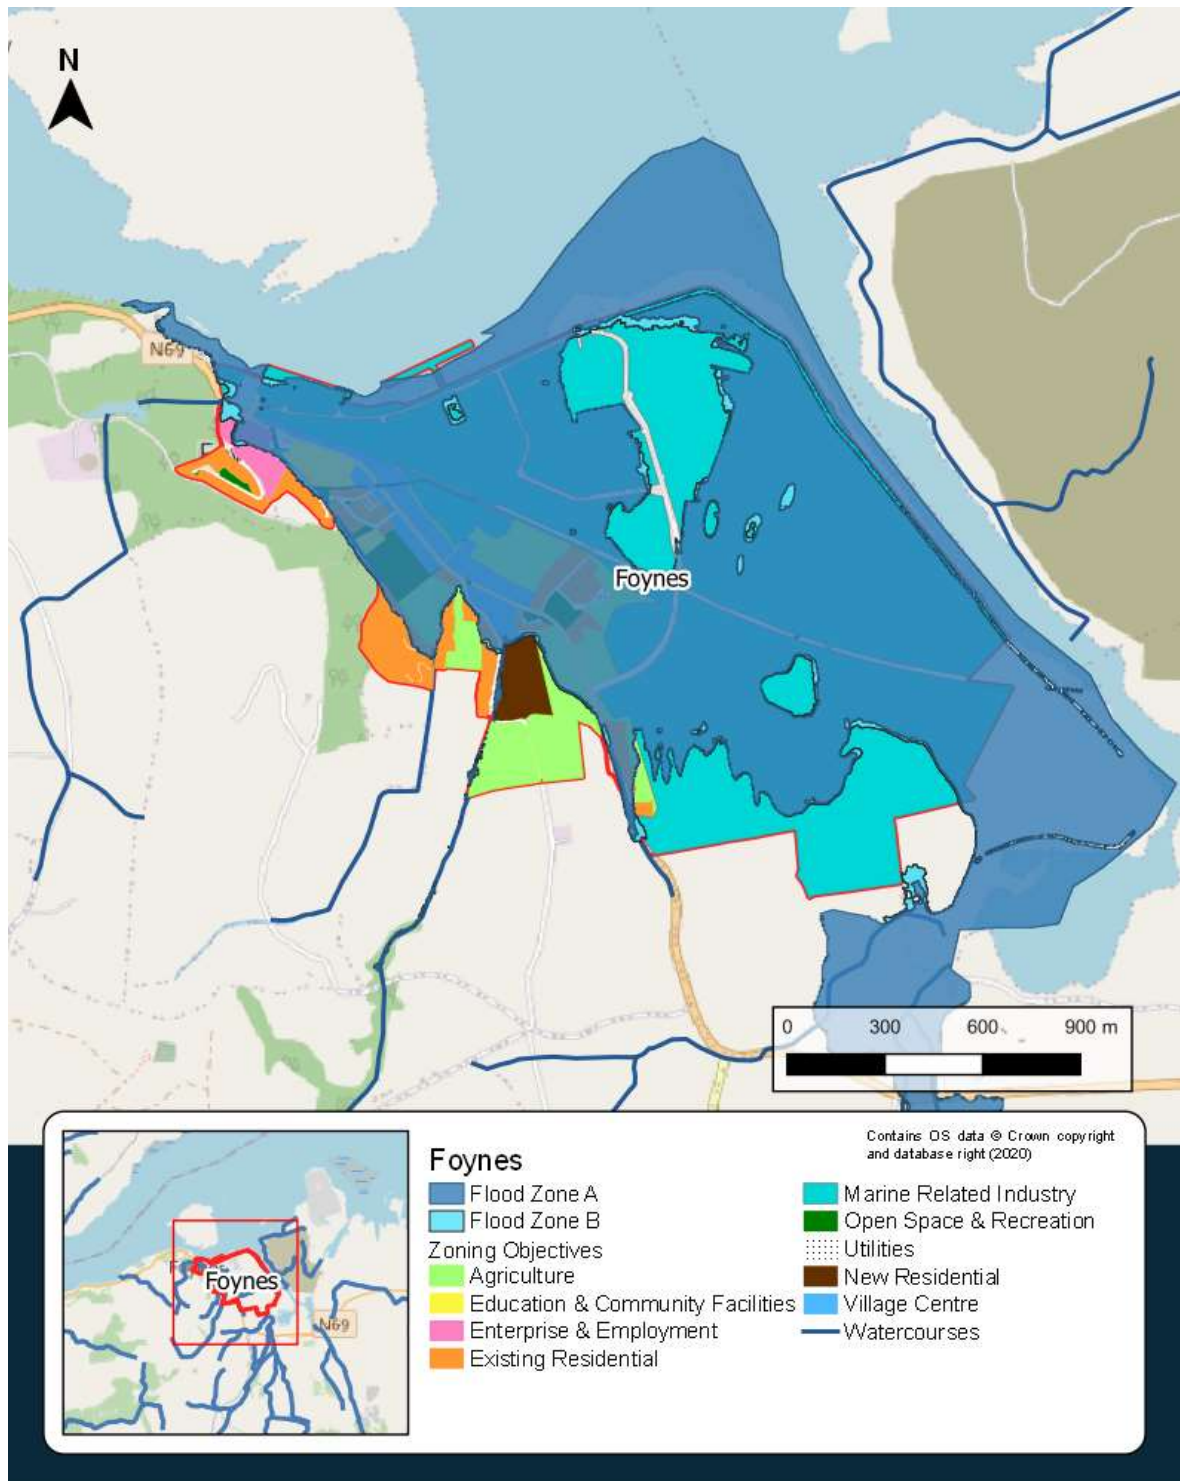 N
N69
F
Foynes
0 300 600 900 m
Contains OS data © Crown copyright
and database right (2020)
Foynes
Flood Zone A
Flood Zone B
Zoning Objectives
Agriculture
Education & Community Facilities
Enterprise & Employment
Existing Residential
Marine Related Industry
Open Space & Recreation
Utilities
New Residential
Village Centre
Watercourses
Foynes
N69